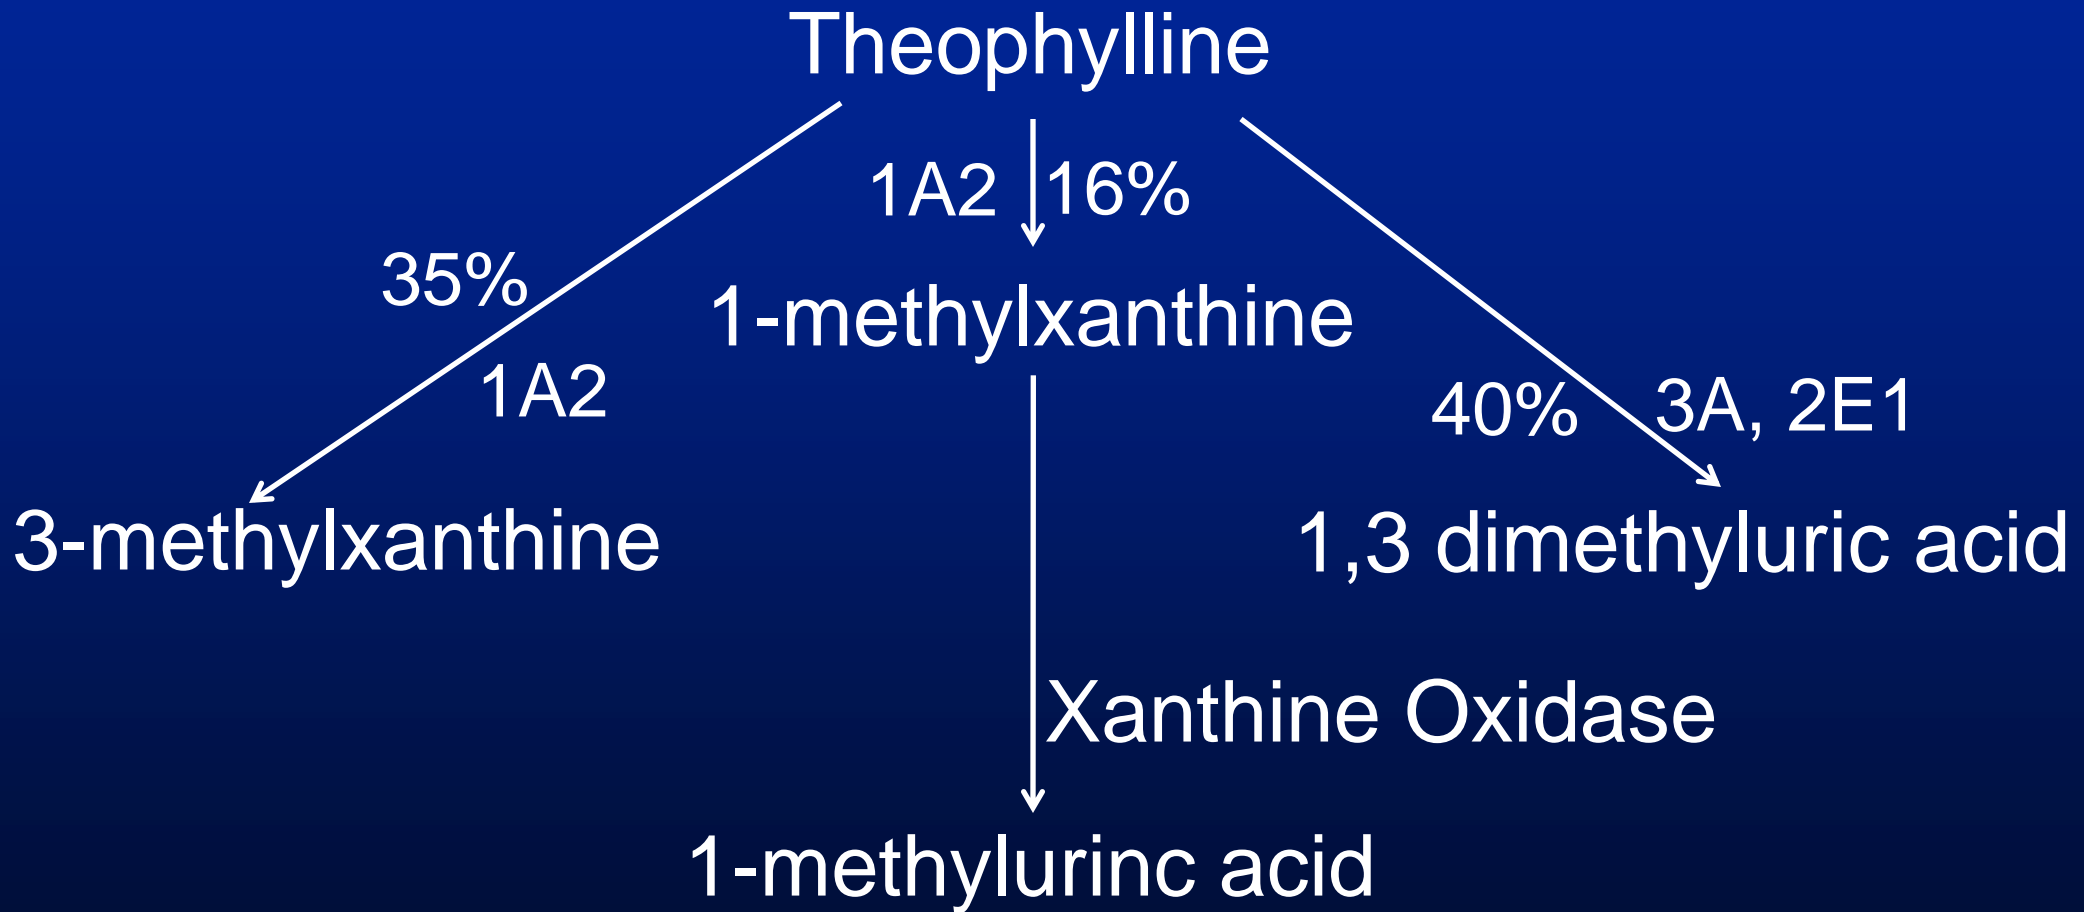 Theophylline
1A2 16%
35%
1-methylxanthine
1A2
40% 3A, 2E1
3-methylxanthine
1,3 dimethyluric acid
Xanthine Oxidase
1-methylurinc acid